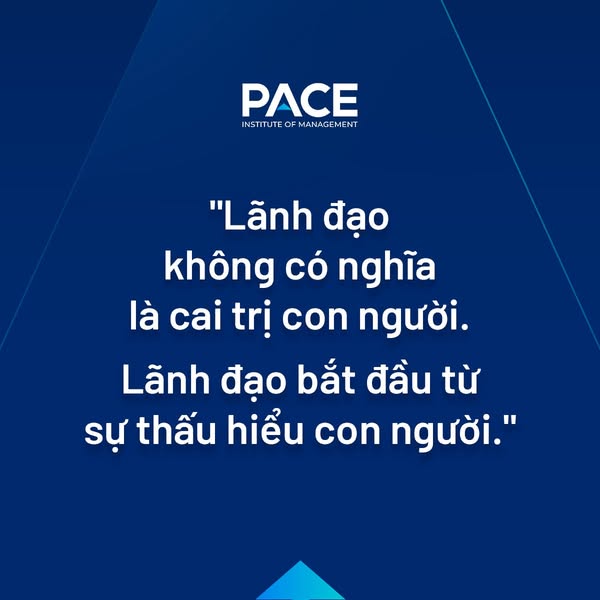 PACE
INSTITUTE OF MANAGEMENT
"Lãnh đạo
không có nghĩa
là cai trị con người.
Lãnh đạo bắt đầu từ
sự thấu hiểu con người."